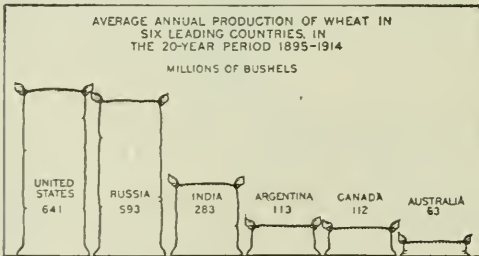 AVERAGE ANNUAL PRODUCTION OF WHEAT IN
SIX LEADING COUNTRIES, IN
THE 20-YEAR PERIOD 1895-1914
MILLIONS OF BUSHELS
UNITED
STATES
641
RUSSIA
593
INDIA
283
ARGENTINA
113
CANADA
112
AUSTRALIA
63